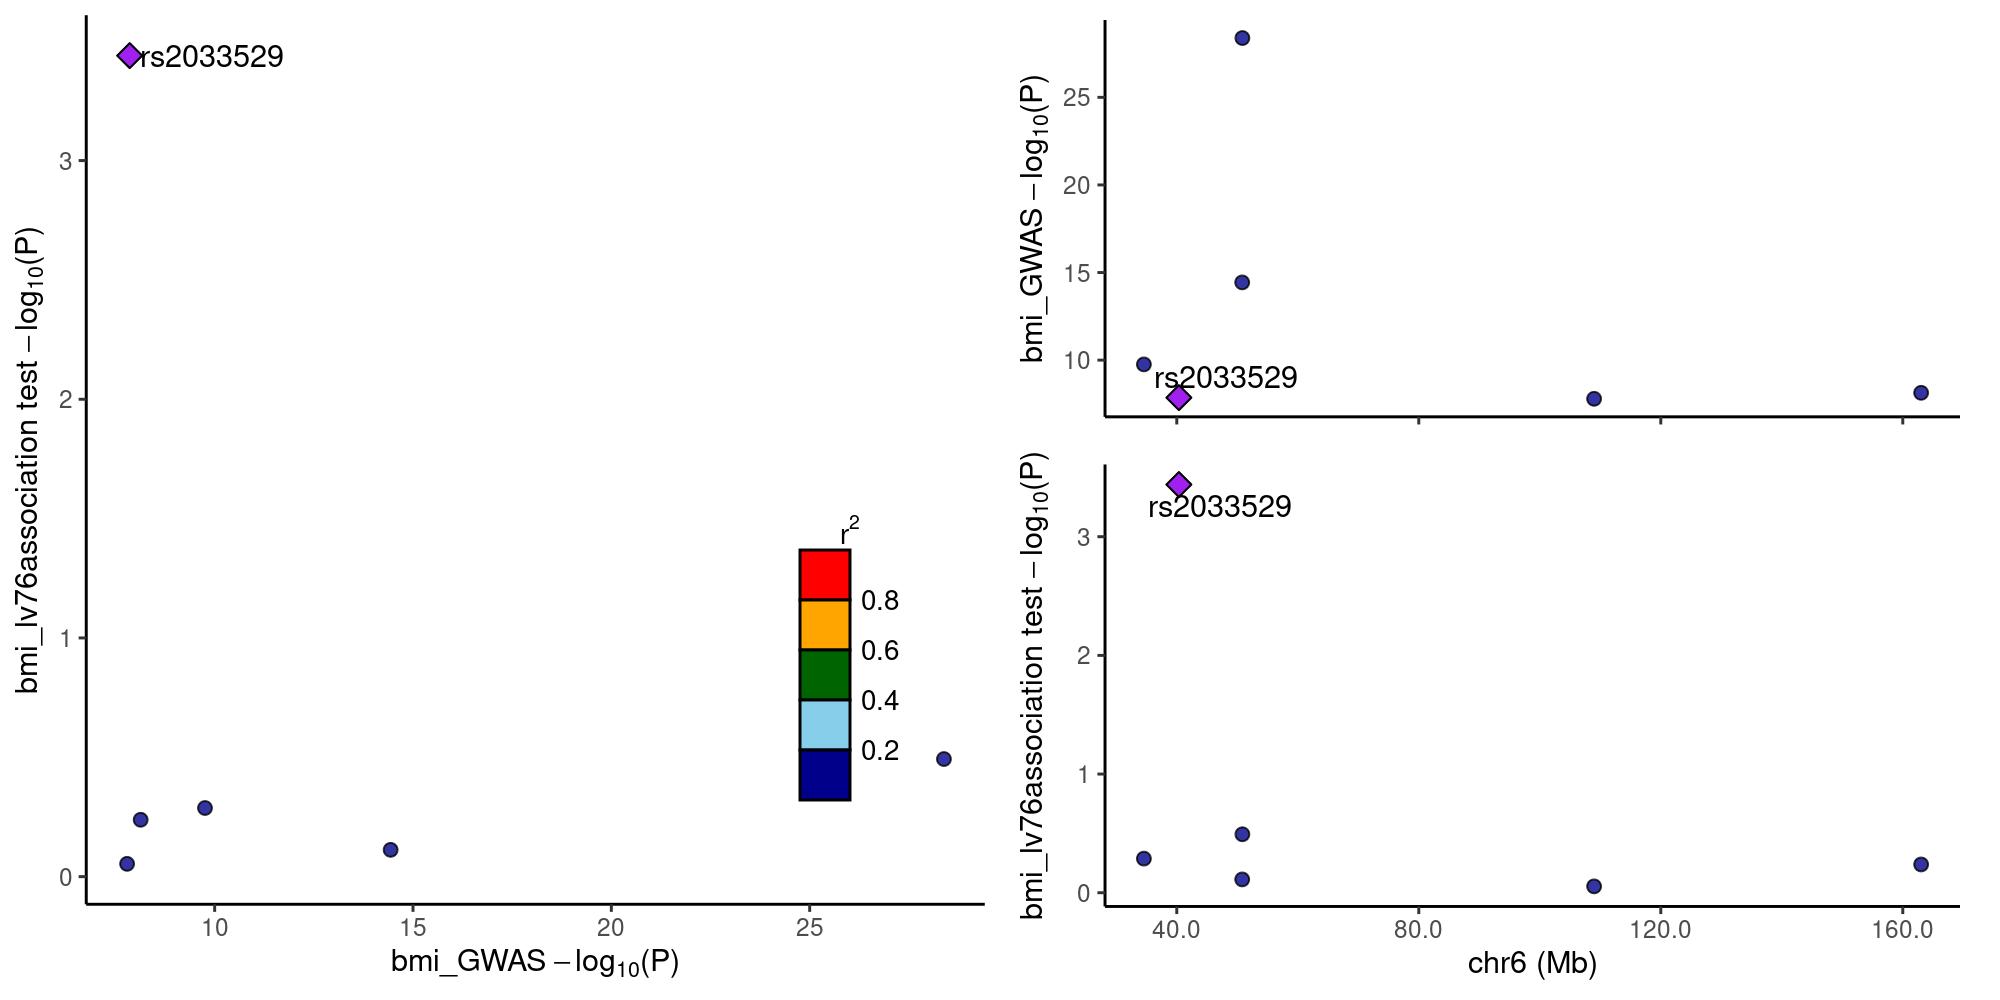 rs2033529
3
2
1
0
bmi_lv76association test −log10(P)
r2
0.8
0.6
0.4
0.2
10 15 20 25
bmi_GWAS −log10(P)
25
20
15
10
bmi_GWAS −log10(P)
rs2033529
rs2033529
3
2
1
0
bmi_lv76association test −log10(P)
40.0 80.0 120.0 160.0
chr6 (Mb)